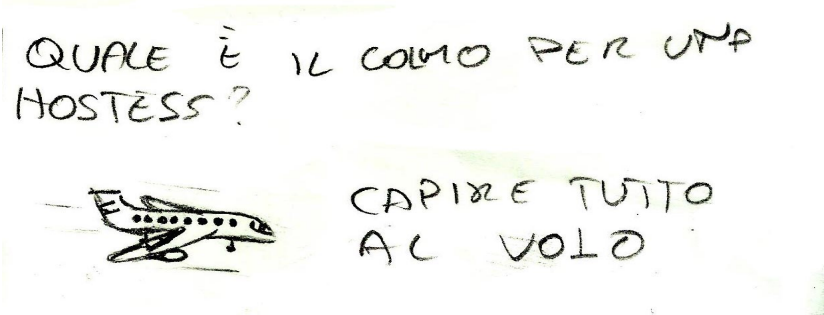 QUALE È IL COLMO PER UNA
HOSTESS?
CAPIRE TUTTO
AL VOLO